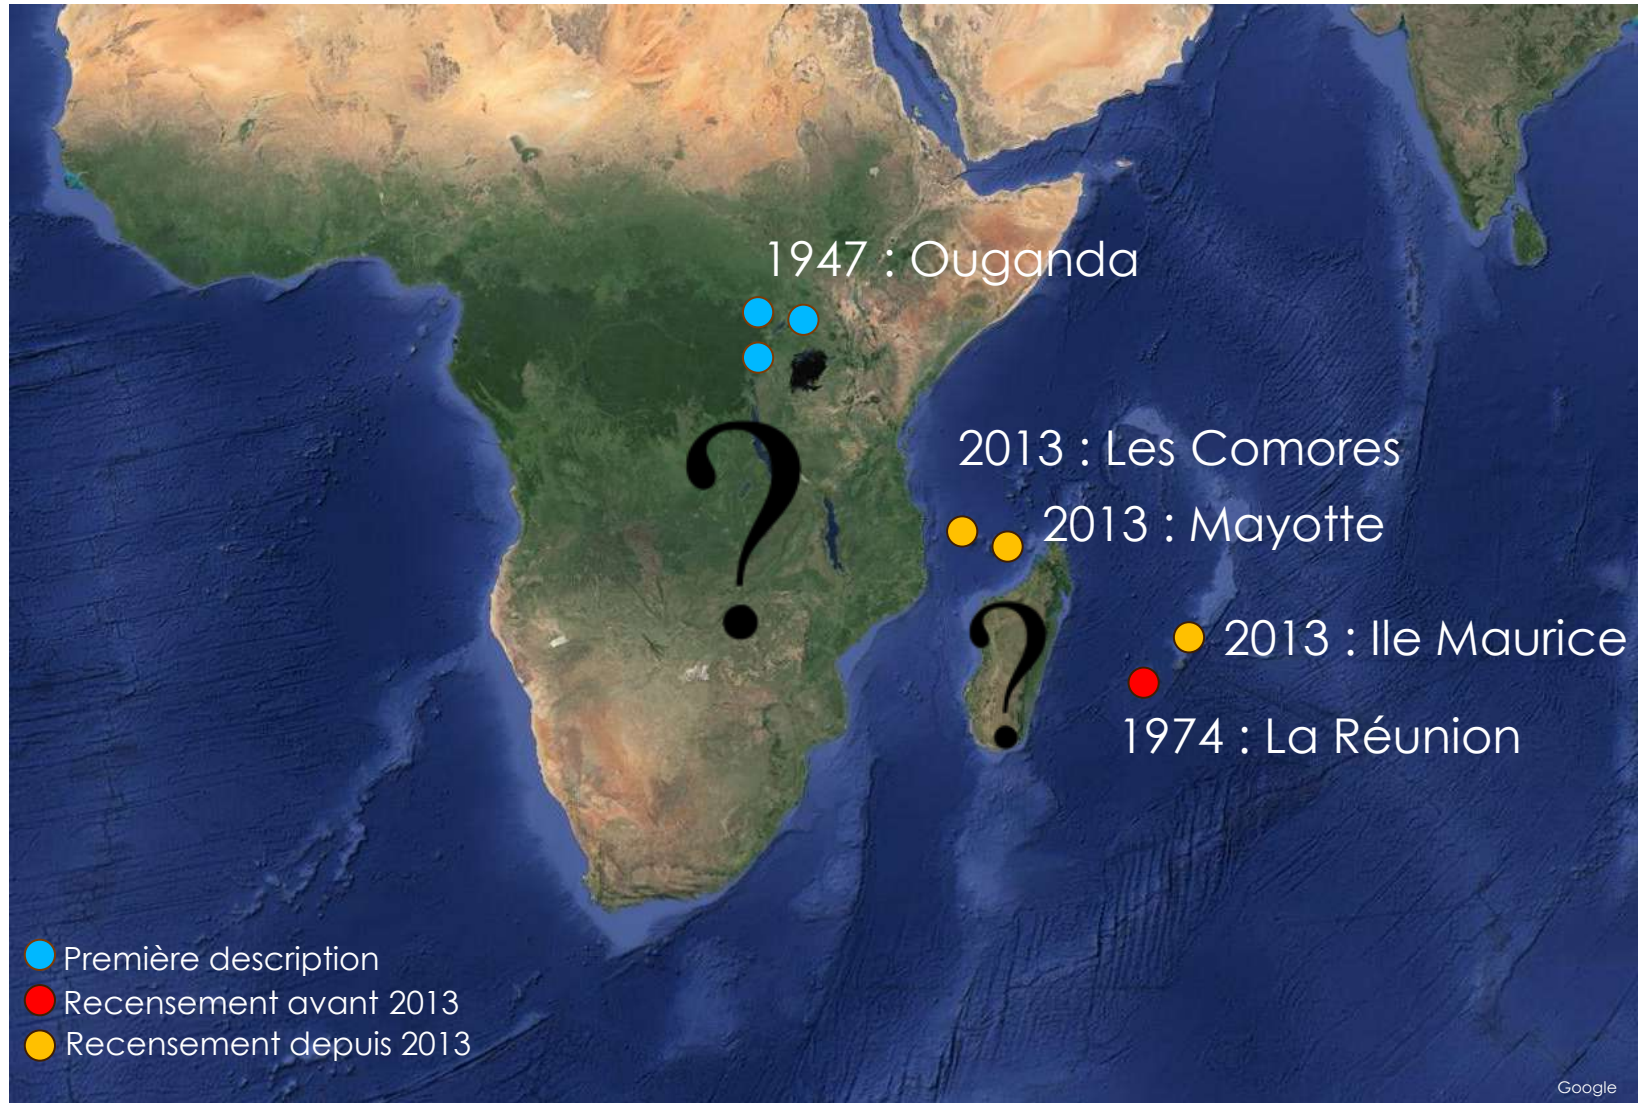 1947 : Ouganda
?
2013 : Les Comores
2013 : Mayotte
?
2013 : Ile Maurice
1974 : La Réunion
Première description
Recensement avant 2013
Recensement depuis 2013
Google